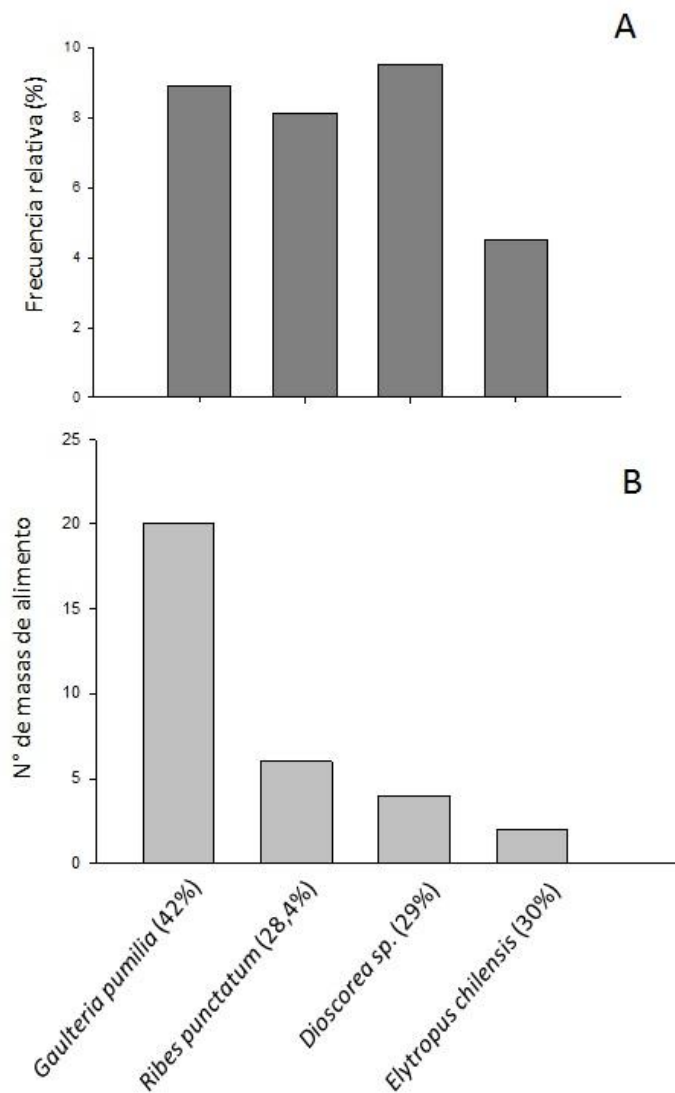 A
Frecuencia relativa (%)
10
8
6
4
2
0
B
N° de masas de alimento
25
20
15
10
5
0
Gaulteria pumilia (42%)
Ribes punctatum (28,4%)
Dioscorea sp. (29%)
Elytropus chilensis (30%)